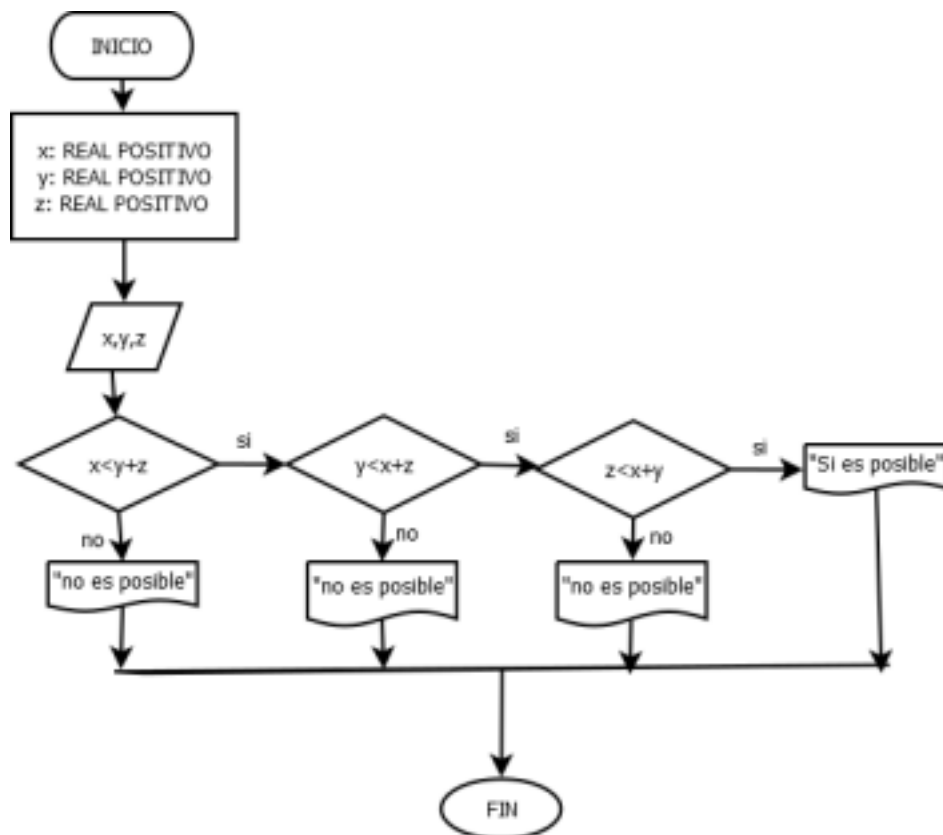 INICIO
x: REAL POSITIVO
y: REAL POSITIVO
z: REAL POSITIVO
x,y,z
x<y+z
si
y<x+z
si
z<x+y
si
"Si es posible"
no
no
no
"no es posible"
"no es posible"
"no es posible"
FIN